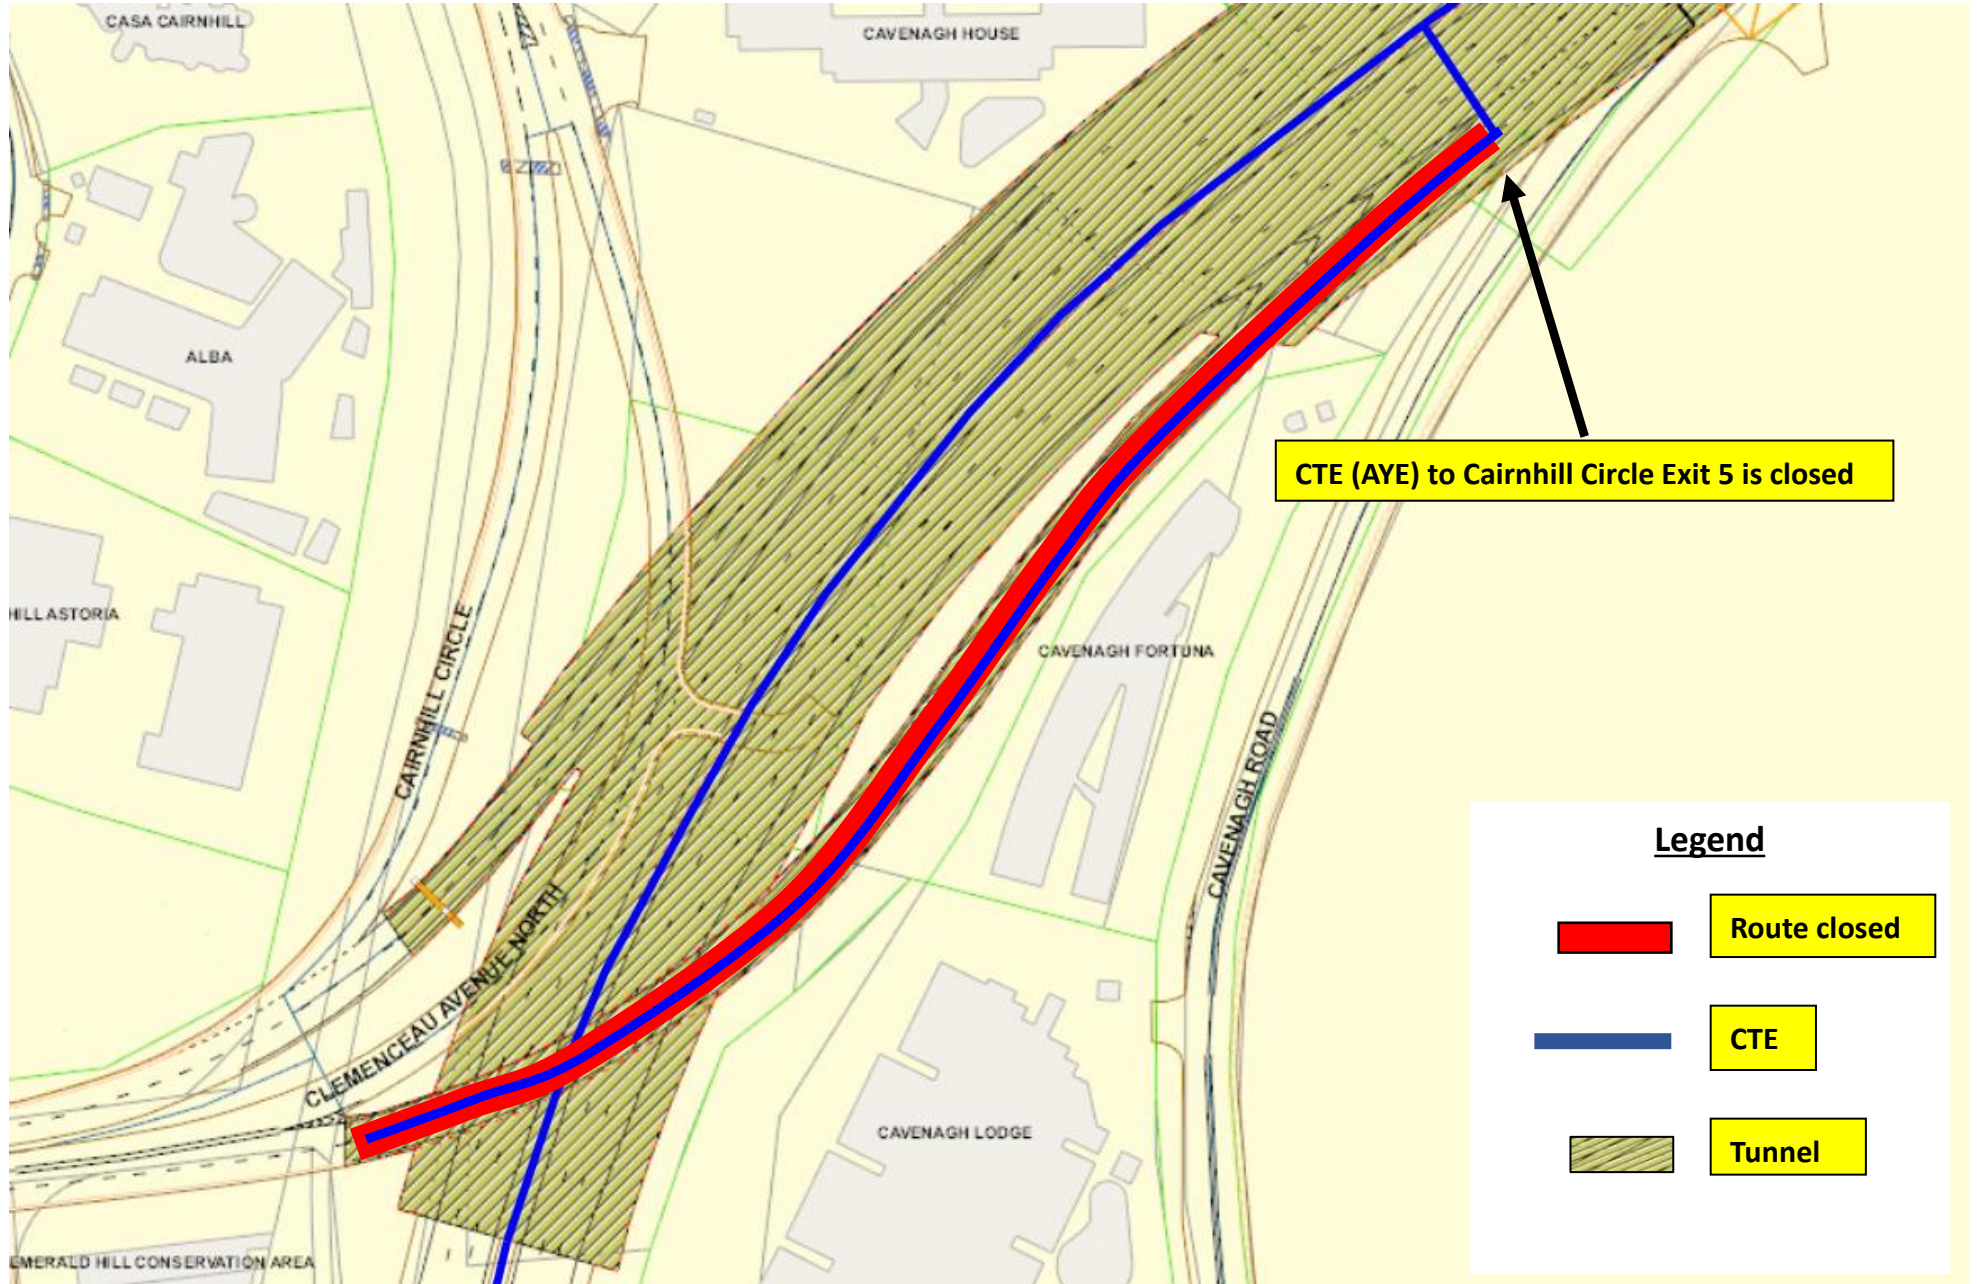 CASA CAIRNHILL
CAVENAGH HOUSE
ALBA
CTE (AYE) to Cairnhill Circle Exit 5 is closed
HILL ASTORIA
CAIRNHILL CIRCLE
CAVENAGH FORTUNA
CAVENAGH ROAD
CLEMENCEAU AVENUE NORTH
CAVENAGH LODGE
EMERALD HILL CONSERVATION AREA
Legend
Route closed
CTE
Tunnel